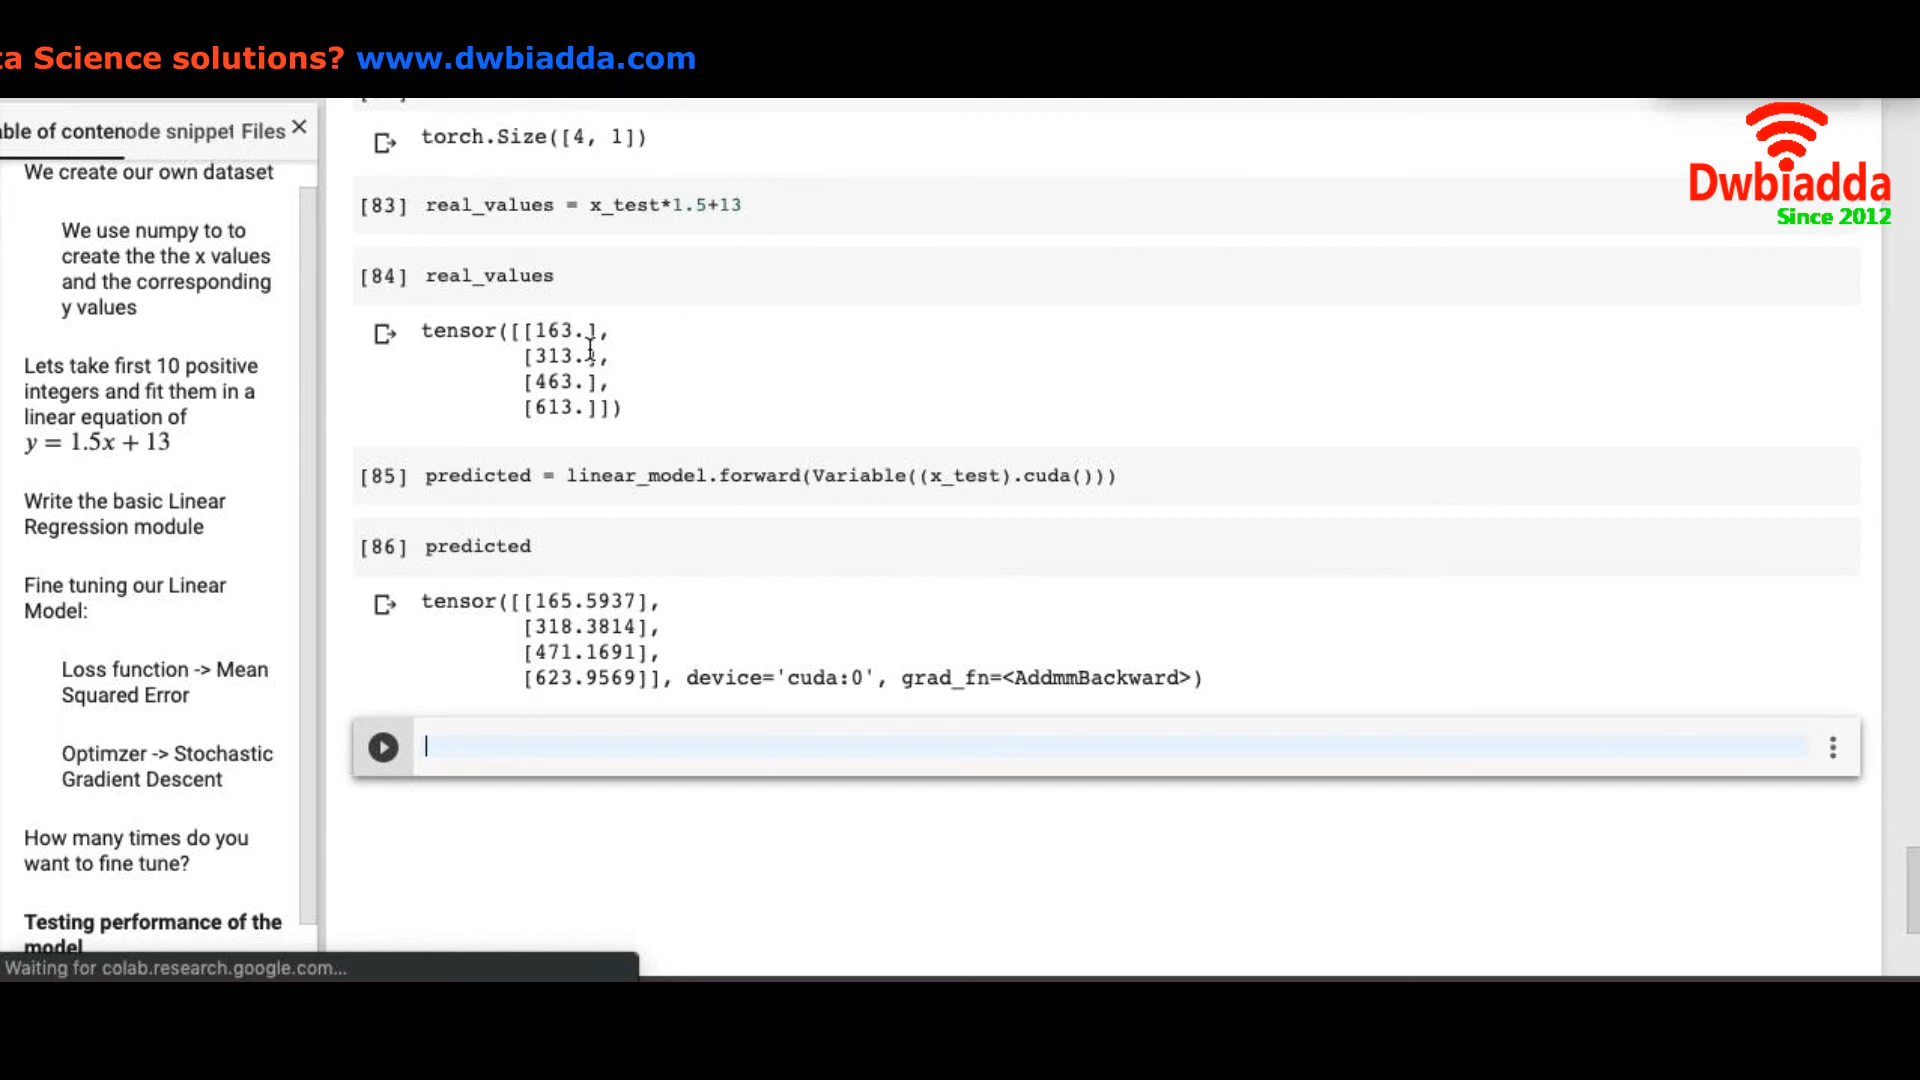 ta Science solutions? www.dwbiadda.com
ble of conten ode snippet Files ×
We create our own dataset
We use numpy to to
create the the x values
and the corresponding
y values
Lets take first 10 positive
integers and fit them in a
linear equation of
y = 1.5x + 13
Write the basic Linear
Regression module
Fine tuning our Linear
Model:
Loss function -> Mean
Squared Error
Optimzer -> Stochastic
Gradient Descent
How many times do you
want to fine tune?
Testing performance of the
model
Waiting for colab.research.google.com...
torch.Size([4, 1])
[83] real_values = x_test*1.5+13
[84] real_values
tensor([[163.],
[313.],
[463.],
[613.]])
[85] predicted = linear_model.forward(Variable((x_test).cuda()))
[86] predicted
tensor([[165.5937],
[318.3814],
[471.1691],
[623.9569]], device='cuda:0', grad_fn=<AddmmBackward>)
Dwbiadda
Since 2012